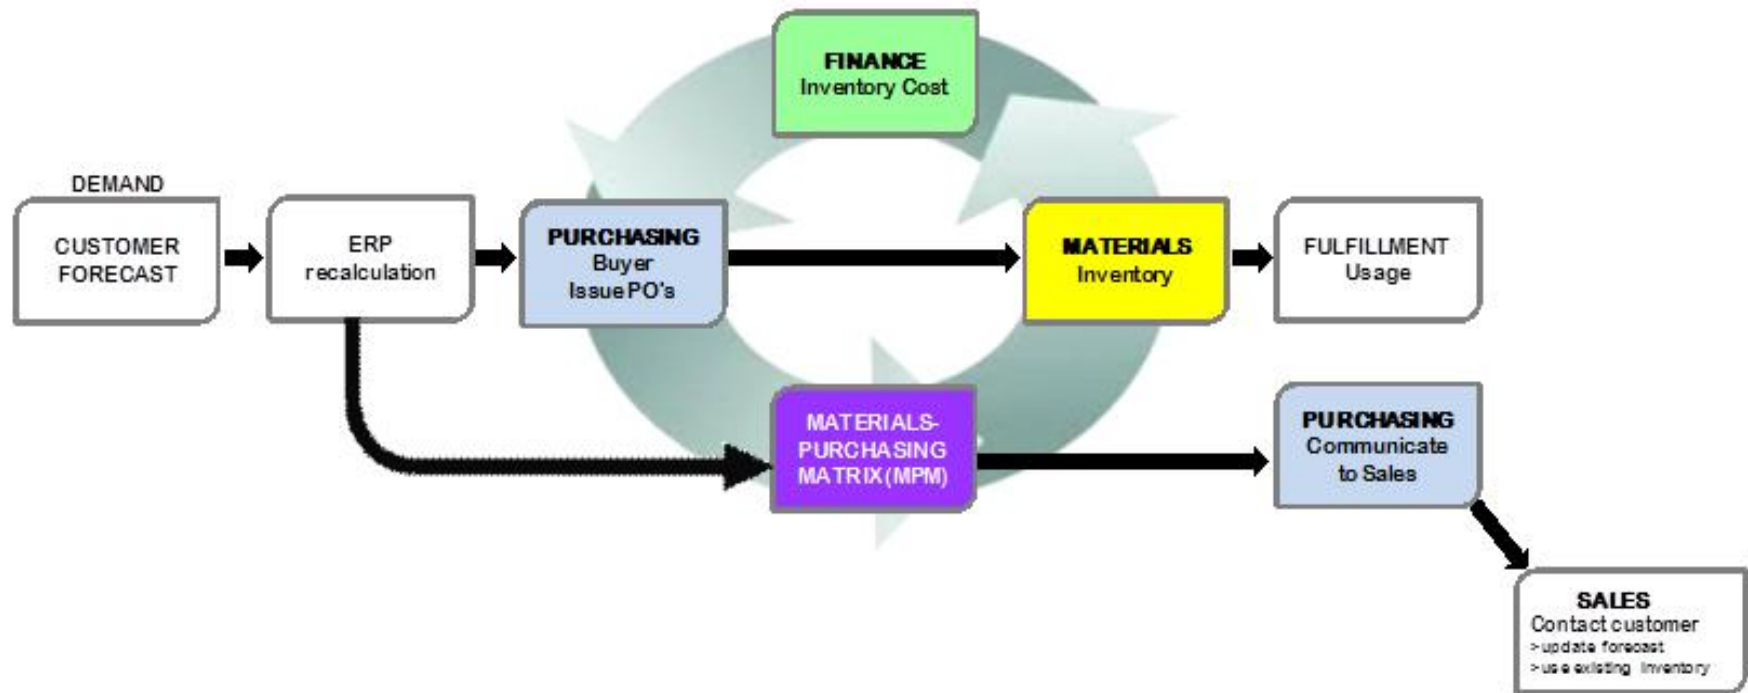 FINANCE
Inventory Cost
DEMAND
CUSTOMER
FORECAST
ERP
recalculation
PURCHASING
Buyer
Issue PO's
MATERIALS
Inventory
FULFILLMENT
Usage
MATERIALS-
PURCHASING
MATRIX(MPM)
PURCHASING
Communicate
to Sales
SALES
Contact customer
>update forecast
>use existing inventory